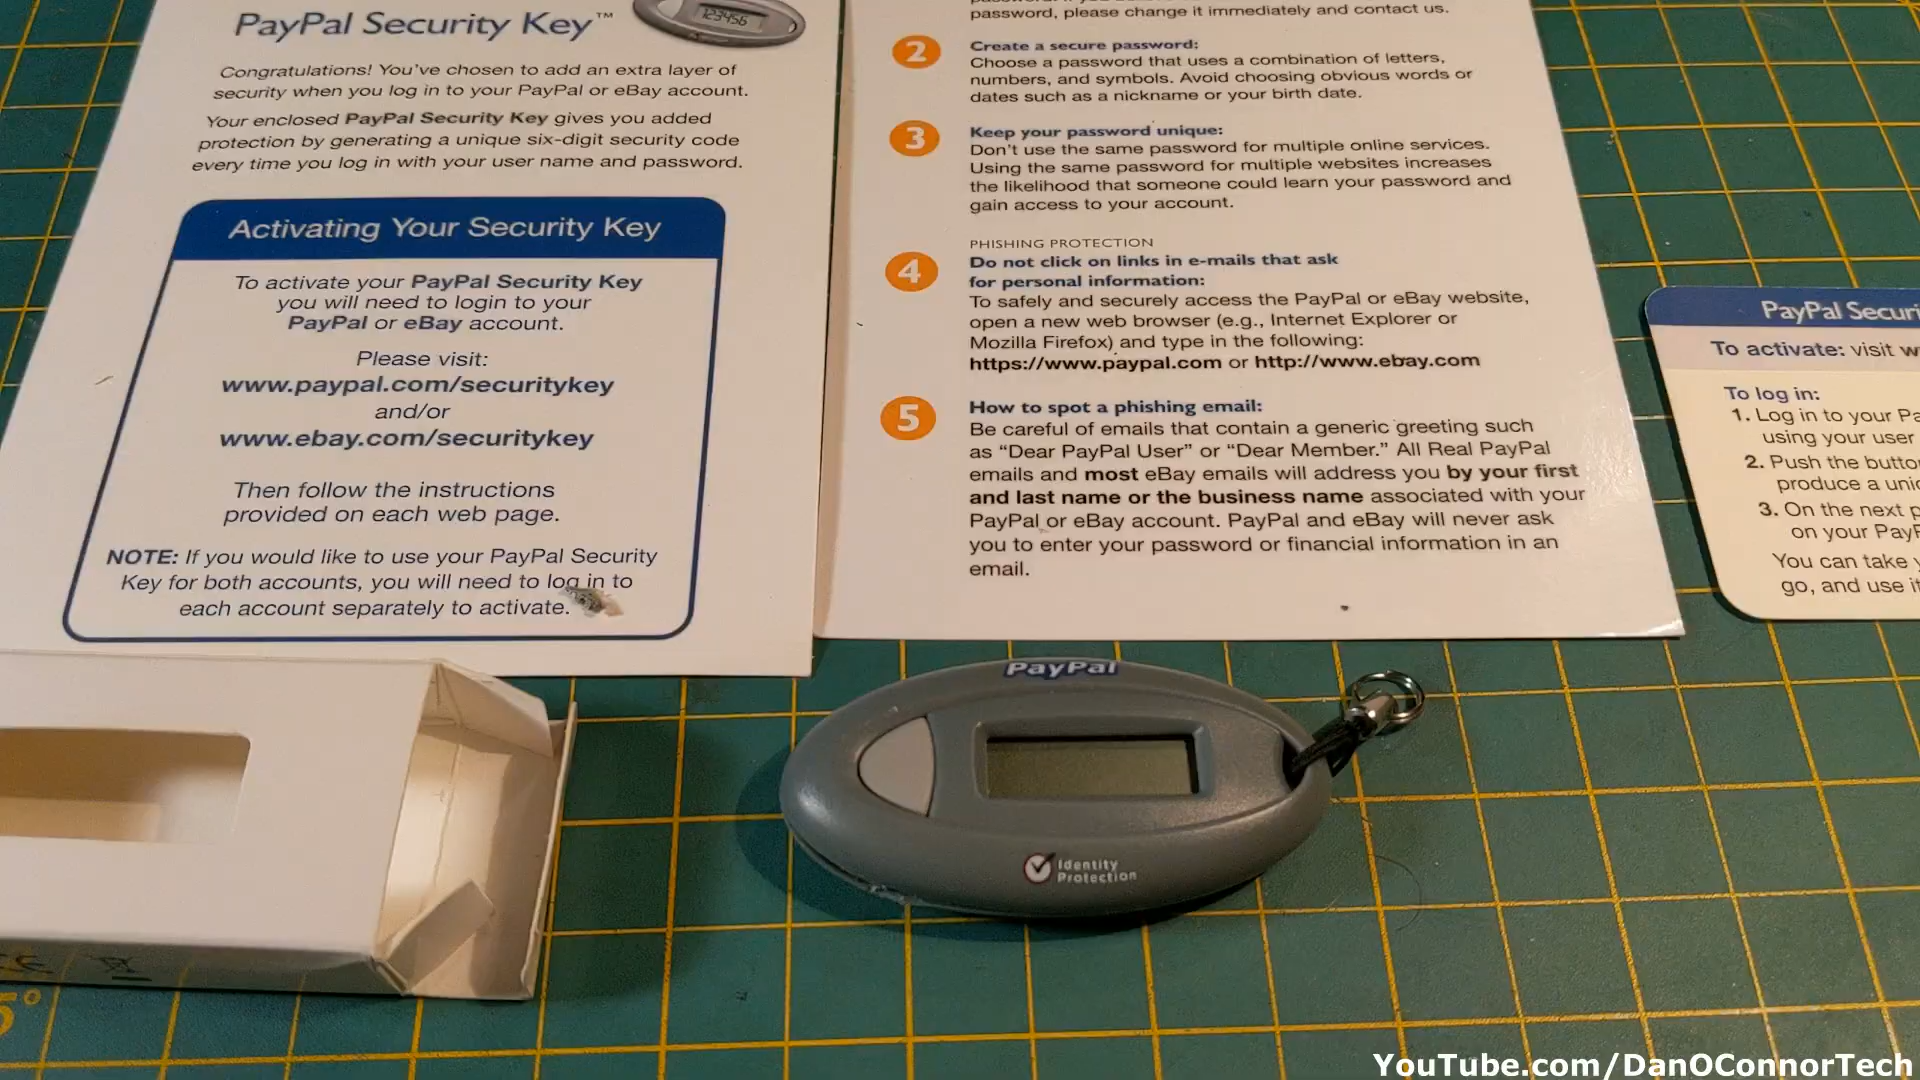 PayPal Security Key™
123456
Congratulations! You've chosen to add an extra layer of
security when you log in to your PayPal or eBay account.
Your enclosed PayPal Security Key gives you added
protection by generating a unique six-digit security code
every time you log in with your user name and password.
Activating Your Security Key
To activate your PayPal Security Key
you will need to login to your
PayPal or eBay account.
Please visit:
www.paypal.com/securitykey
and/or
www.ebay.com/securitykey
Then follow the instructions
provided on each web page.
NOTE: If you would like to use your PayPal Security
Key for both accounts, you will need to log in to
each account separately to activate.
password, please change it immediately and contact us.
2
Create a secure password:
Choose a password that uses a combination of letters,
numbers, and symbols. Avoid choosing obvious words or
dates such as a nickname or your birth date.
3
Keep your password unique:
Don't use the same password for multiple online services.
Using the same password for multiple websites increases
the likelihood that someone could learn your password and
gain access to your account.
PHISHING PROTECTION
4
Do not click on links in e-mails that ask
for personal information:
To safely and securely access the PayPal or eBay website,
open a new web browser (e.g., Internet Explorer or
Mozilla Firefox) and type in the following:
https://www.paypal.com or http://www.ebay.com
5
How to spot a phishing email:
Be careful of emails that contain a generic greeting such
as “Dear PayPal User” or “Dear Member.” All Real PayPal
emails and most eBay emails will address you by your first
and last name or the business name associated with your
PayPal or eBay account. PayPal and eBay will never ask
you to enter your password or financial information in an
email.
PayPal Securi
To activate: visit w
To log in:
1. Log in to your Pa
using your user
2. Push the butto
produce a uni
3. On the next p
on your PayP
You can take y
go, and use it
PayPal
Identity
Protection
CE
5°
YouTube.com/DanOConnorTech